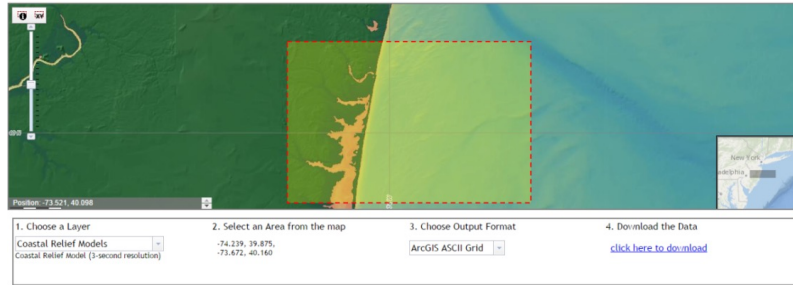 XY
New York
adelphia
Position: -73.521, 40.098
1. Choose a Layer
Coastal Relief Models
Coastal Relief Model (3-second resolution)
2. Select an Area from the map
-74.239, 39.875,
-73.672, 40.160
3. Choose Output Format
ArcGIS ASCII Grid
4. Download the Data
click here to download